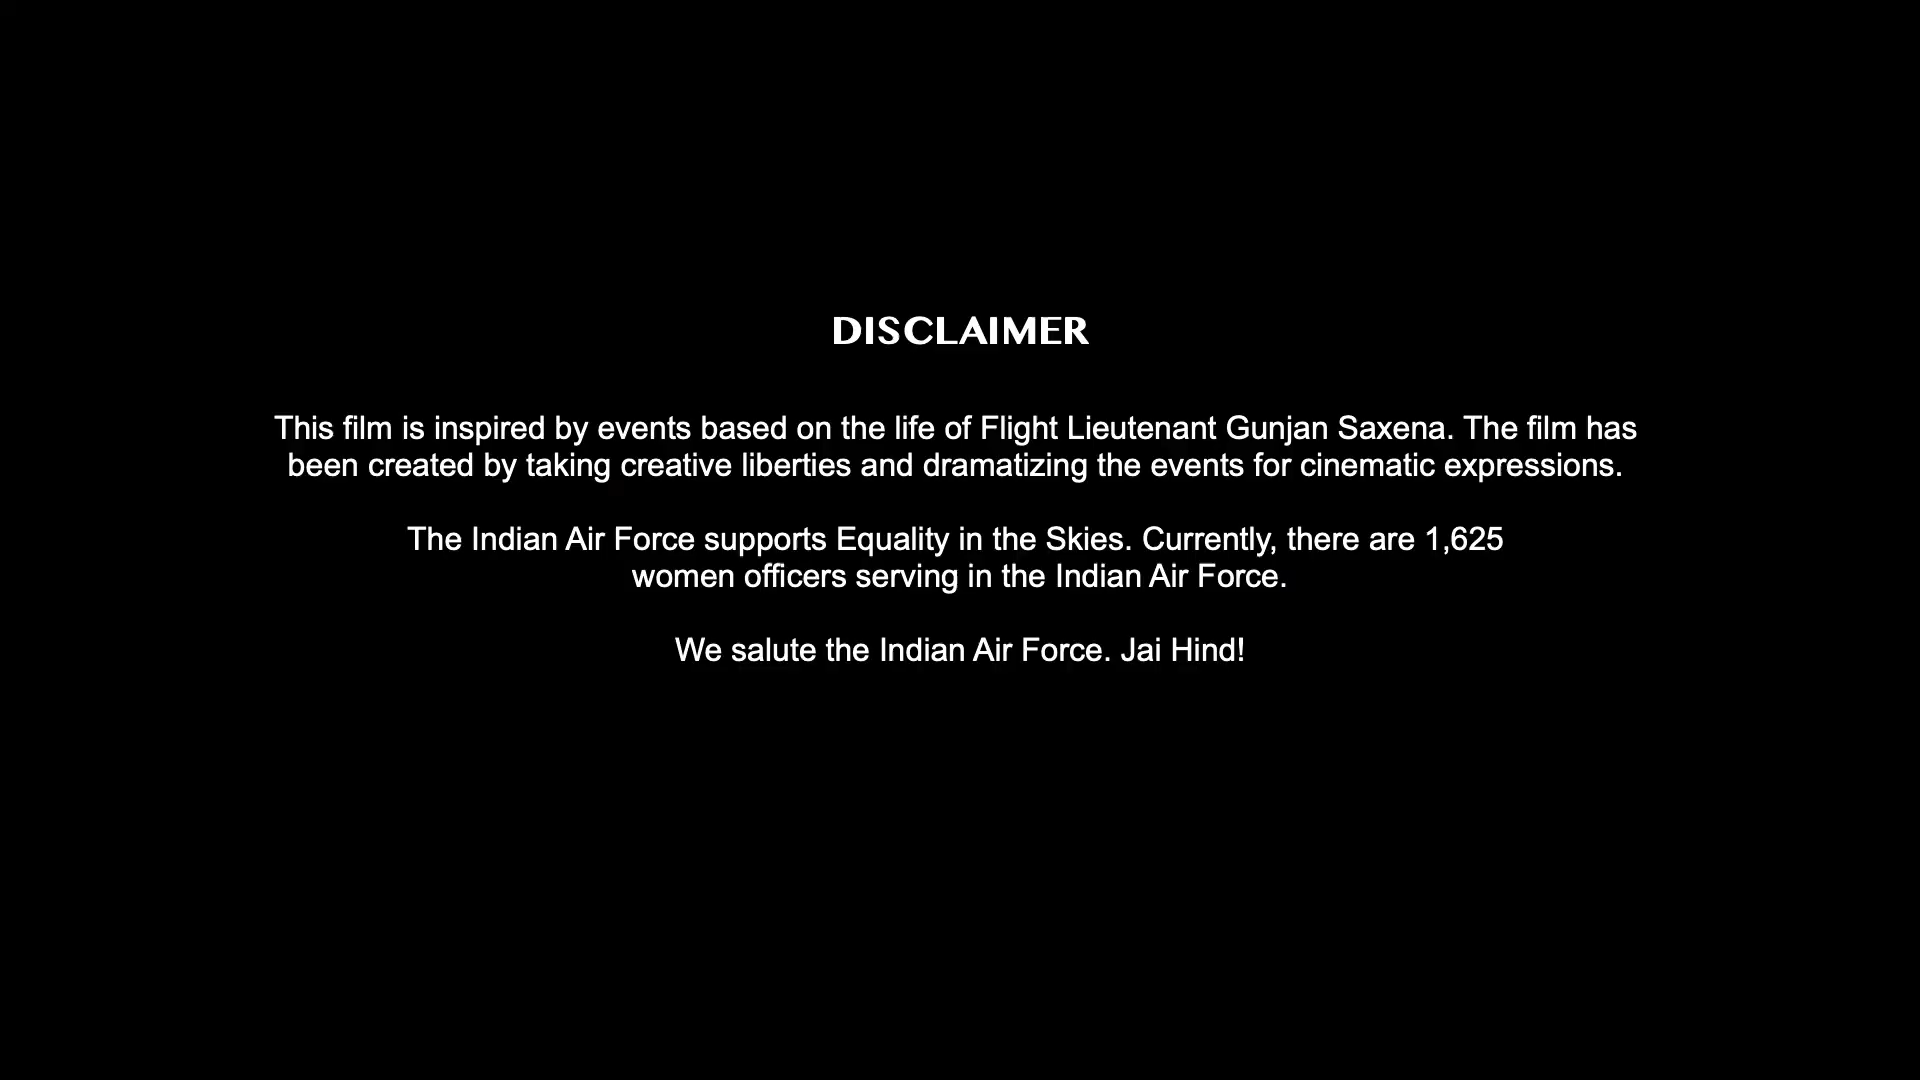 DISCLAIMER
This film is inspired by events based on the life of Flight Lieutenant Gunjan Saxena. The film has
been created by taking creative liberties and dramatizing the events for cinematic expressions.
The Indian Air Force supports Equality in the Skies. Currently, there are 1,625
women officers serving in the Indian Air Force.
We salute the Indian Air Force. Jai Hind!